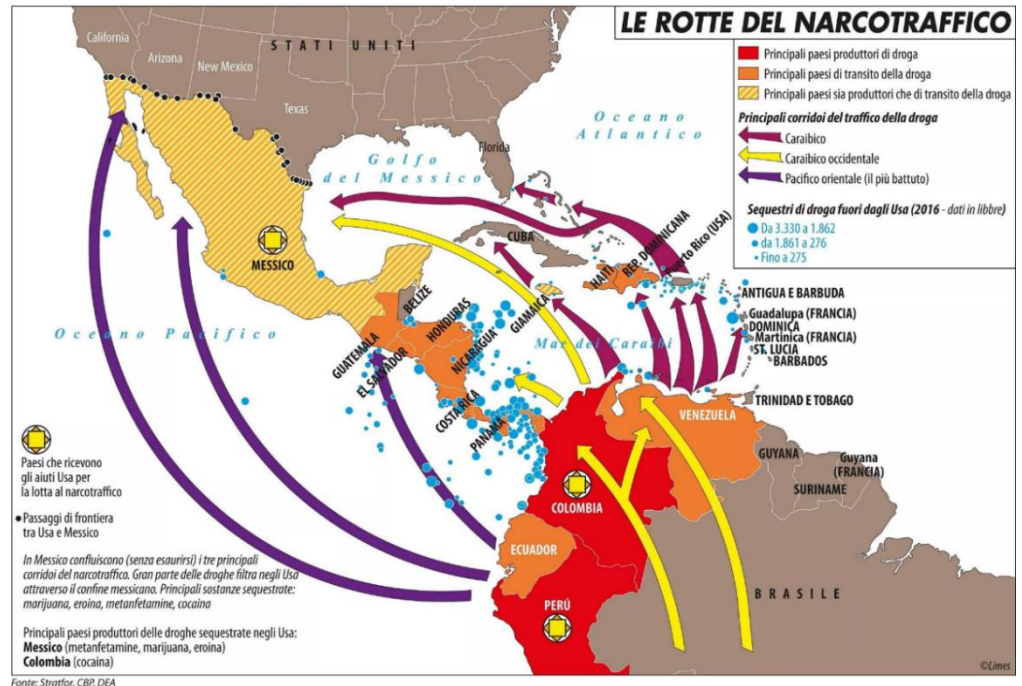 LE ROTTE DEL NARCOTRAFFICO
Principali paesi produttori di droga
Principali paesi di transito della droga
Principali paesi sia produttori che di transito della droga
Principali corridoi del traffico della droga
Caraibico
Caraibico occidentale
Pacifico orientale (il più battuto)
Sequestri di droga fuori dagli Usa (2016 - dati in libbre)
Da 3.330 a 1.862
da 1.861 a 276
Fino a 275
California
STATI UNITI
Arizona
New Mexico
Texas
Florida
Oceano
Atlantico
Golfo
del Messico
MESSICO
CUBA
HAITI
REP. DOMINICANA
Puerto Rico (USA)
GIAMAICA
BELIZE
HONDURAS
GUATEMALA
EL SALVADOR
NICARAGUA
COSTA RICA
PANAMÁ
Oceano Pacifico
Mar dei Caraibi
ANTIGUA E BARBUDA
Guadalupa (FRANCIA)
DOMINICA
Martinica (FRANCIA)
ST. LUCIA
BARBADOS
TRINIDAD E TOBAGO
VENEZUELA
GUYANA
Guyana
(FRANCIA)
SURINAME
COLOMBIA
ECUADOR
PERÚ
BRASILE
Paesi che ricevono
gli aiuti Usa per
la lotta al narcotraffico
Passaggi di frontiera
tra Usa e Messico
In Messico confluiscono (senza esaurirsi) i tre principali
corridoi del narcotraffico. Gran parte delle droghe filtra negli Usa
attraverso il confine messicano. Principali sostanze sequestrate:
marijuana, eroina, metanfetamine, cocaina
Principali paesi produttori delle droghe sequestrate negli Usa:
Messico (metanfetamine, marijuana, eroina)
Colombia (cocaina)
©Limes
Fonte: Stratfor, CBP, DEA